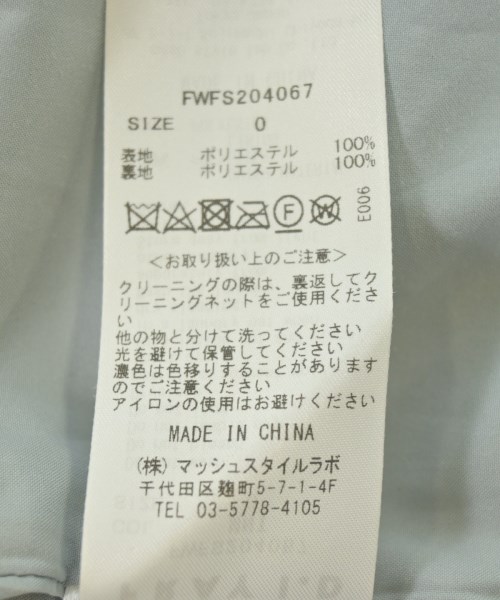 FWFS204067
SIZE 0
表地 ポリエステル 100%
裏地 ポリエステル 100%
F W
E006
<お取り扱い上のご注意>
クリーニングの際は、裏返してク
リーニングネットをご使用くださ
い
他の物と分けて洗ってください
光を避けて保管してください
濃色は色移りすることがあります
のでご注意ください
アイロンの使用はお避けください
MADE IN CHINA
(株) マッシュスタイルラボ
千代田区麹町5-7-1-4F
TEL 03-5778-4105
FWFS204067
FRAY I.D